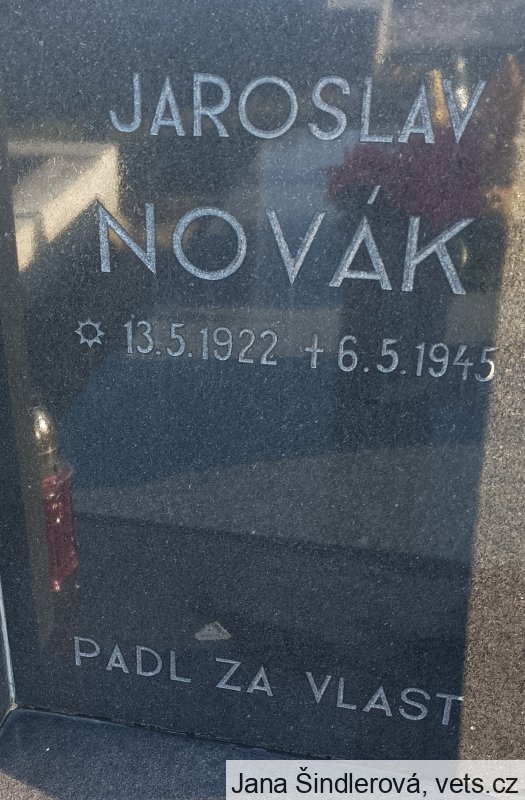 JAROSLAV
NOVÁK
☼ 13.5.1922 + 6.5.1945
PADL ZA VLAST
Jana Šindlerová, vets.cz